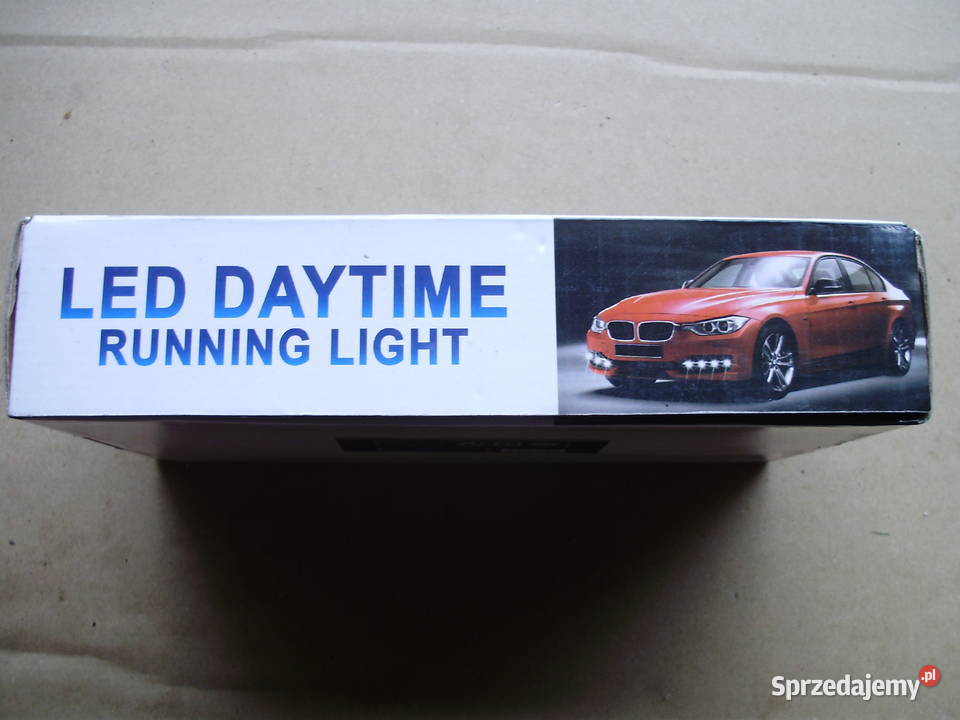 LED DAYTIME
RUNNING LIGHT
Sprzedajemy.pl